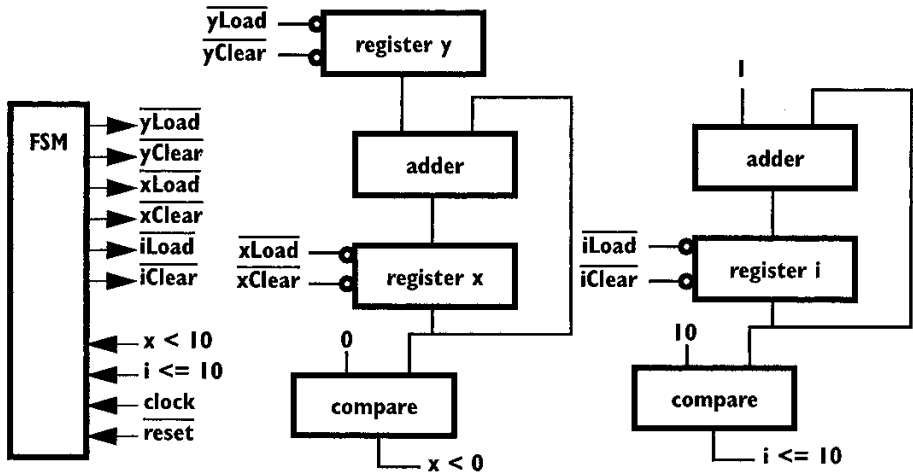 yLoad
yClear
register y
FSM
yLoad
yClear
xLoad
xClear
iLoad
iClear
x < 10
i <= 10
clock
reset
adder
xLoad
xClear
register x
0
compare
x < 0
1
adder
iLoad
iClear
register i
10
compare
i <= 10